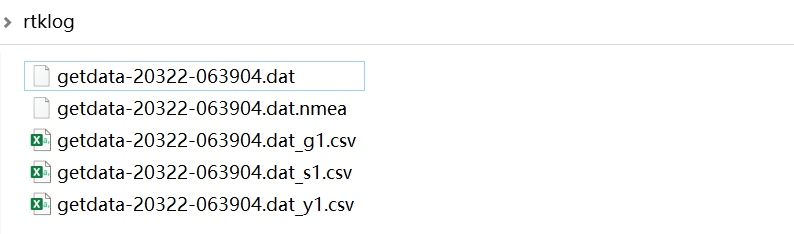 rtklog
getdata-20322-063904.dat
getdata-20322-063904.dat.nmea
getdata-20322-063904.dat_g1.csv
getdata-20322-063904.dat_s1.csv
getdata-20322-063904.dat_y1.csv